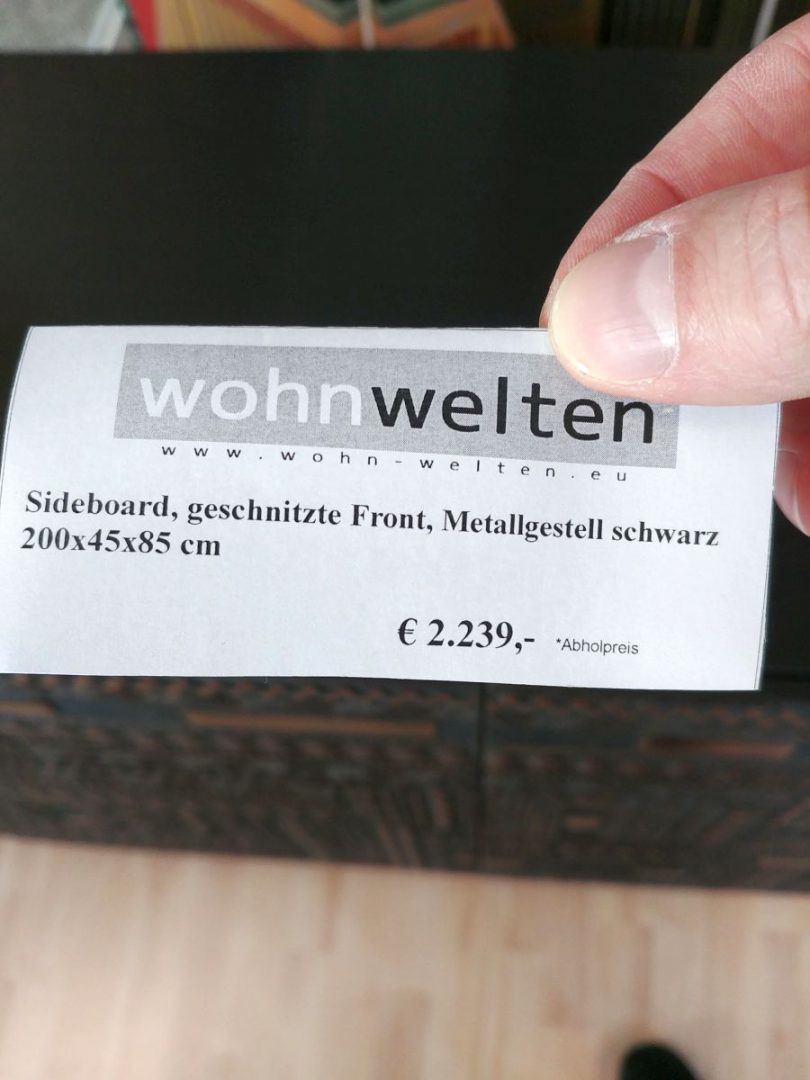 wohnwelten
www.wohn-welten.eu
Sideboard, geschnitzte Front, Metallgestell schwarz
200x45x85 cm
€ 2.239,- *Abholpreis